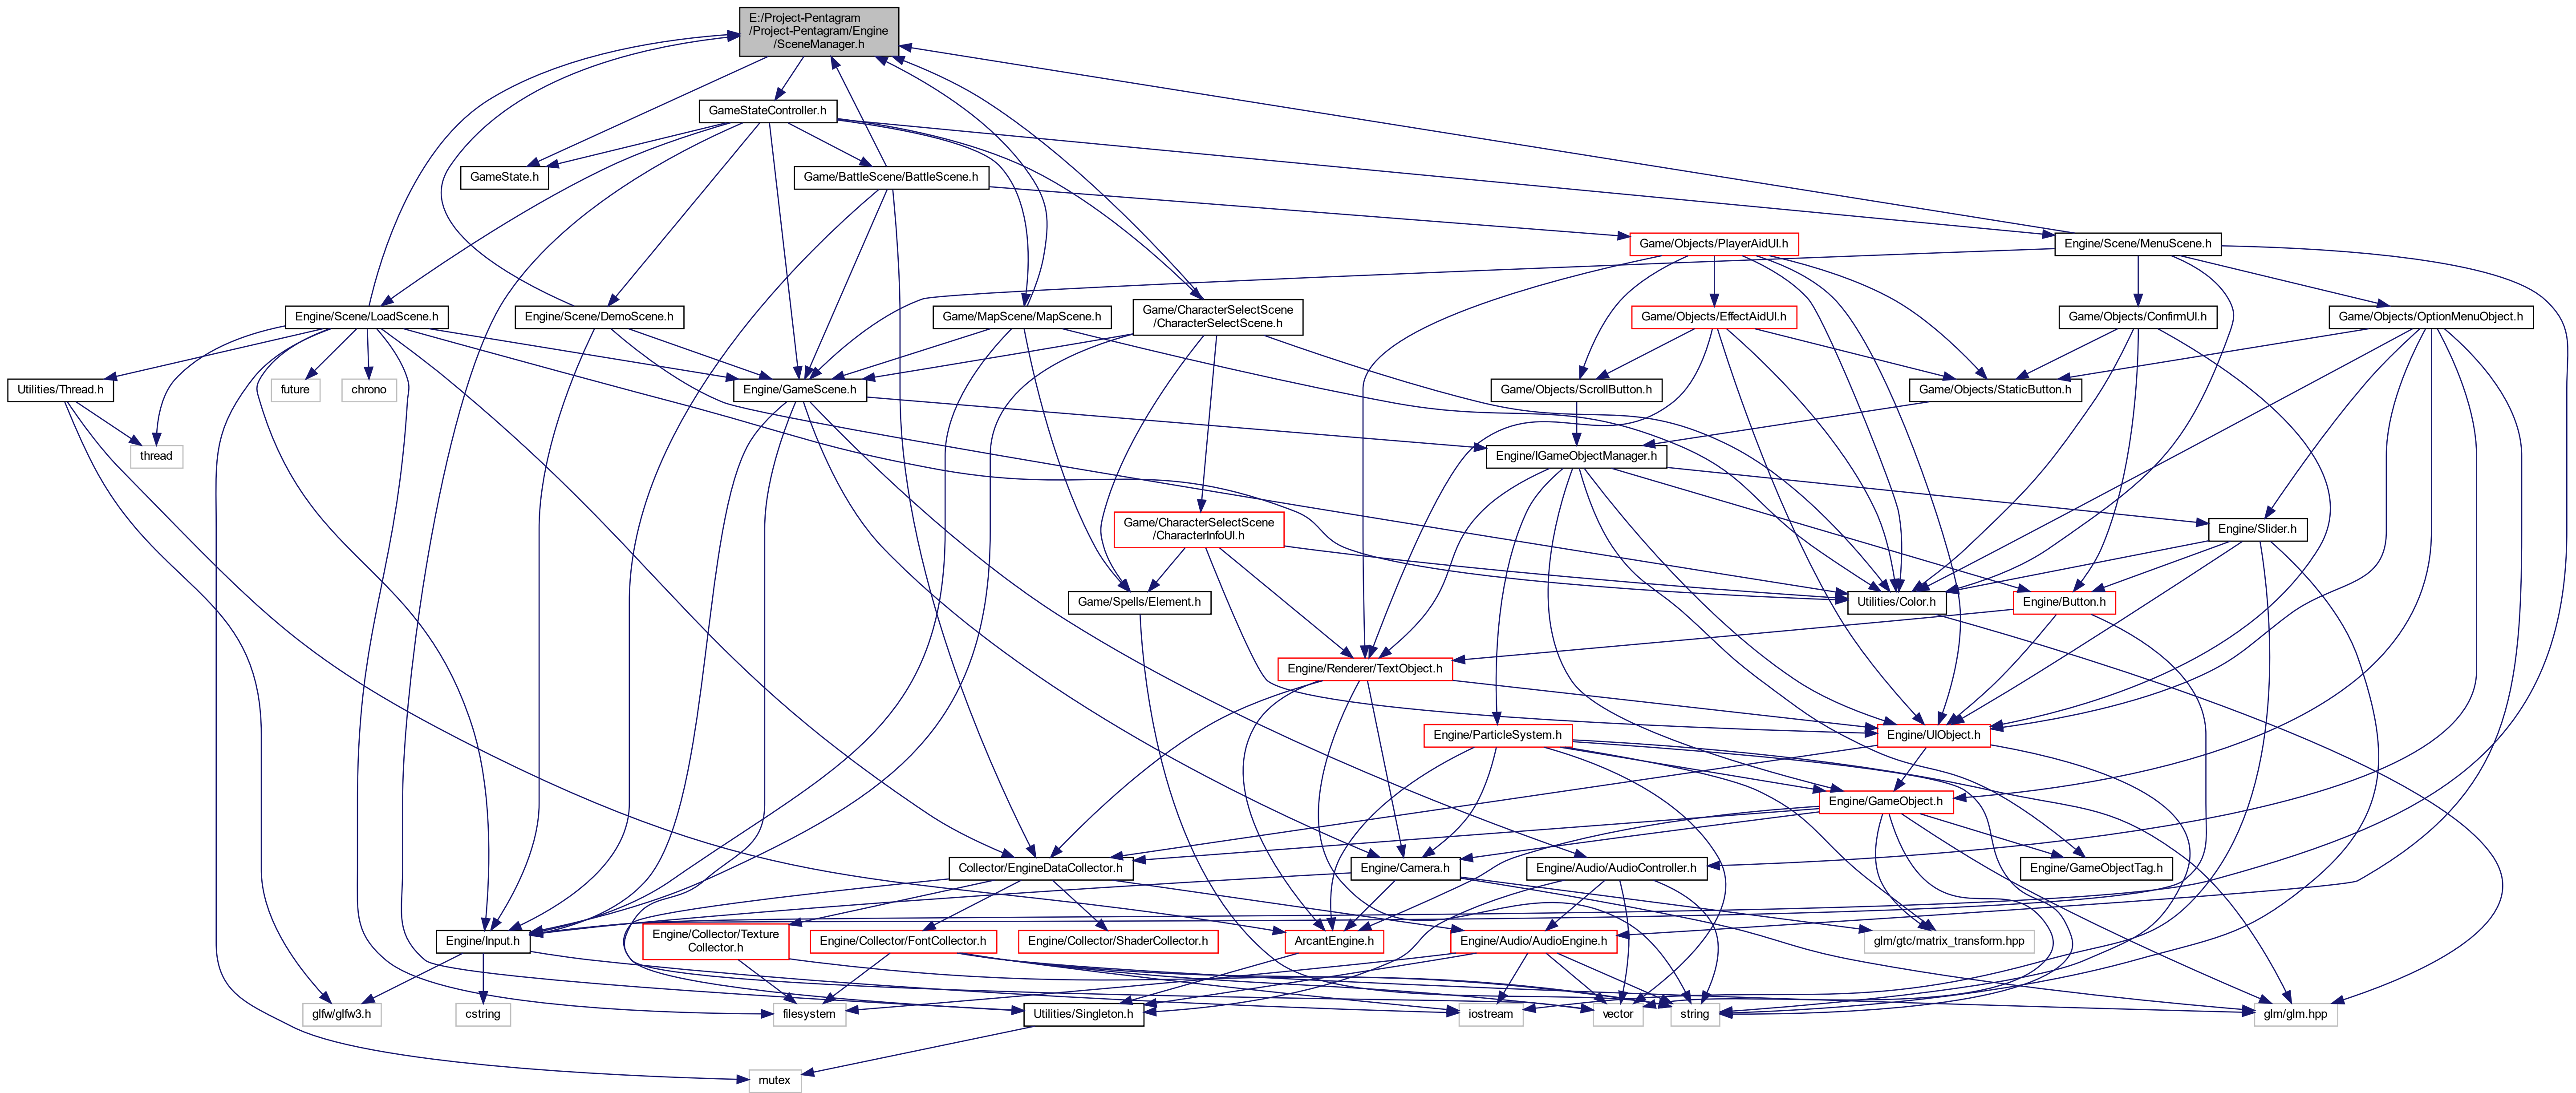 E:/Project-Pentagram
/Project-Pentagram/Engine
/SceneManager.h
GameStateController.h
GameState.h
Game/BattleScene/BattleScene.h
Game/Objects/PlayerAidUI.h
Engine/Scene/MenuScene.h
Engine/Scene/LoadScene.h
Engine/Scene/DemoScene.h
Game/MapScene/MapScene.h
Game/CharacterSelectScene
/CharacterSelectScene.h
Game/Objects/EffectAidUI.h
Game/Objects/ConfirmUI.h
Game/Objects/OptionMenuObject.h
Utilities/Thread.h
future
chrono
Engine/GameScene.h
Game/Objects/ScrollButton.h
Game/Objects/StaticButton.h
thread
Engine/IGameObjectManager.h
Game/CharacterSelectScene
/CharacterInfoUI.h
Engine/Slider.h
Game/Spells/Element.h
Utilities/Color.h
Engine/Button.h
Engine/Renderer/TextObject.h
Engine/ParticleSystem.h
Engine/UIObject.h
Engine/GameObject.h
Collector/EngineDataCollector.h
Engine/Camera.h
Engine/Audio/AudioController.h
Engine/GameObjectTag.h
Engine/Input.h
Engine/Collector/Texture
Collector.h
Engine/Collector/FontCollector.h
Engine/Collector/ShaderCollector.h
ArcantEngine.h
Engine/Audio/AudioEngine.h
glm/gtc/matrix_transform.hpp
glfw/glfw3.h
cstring
filesystem
Utilities/Singleton.h
iostream
vector
string
glm/glm.hpp
mutex